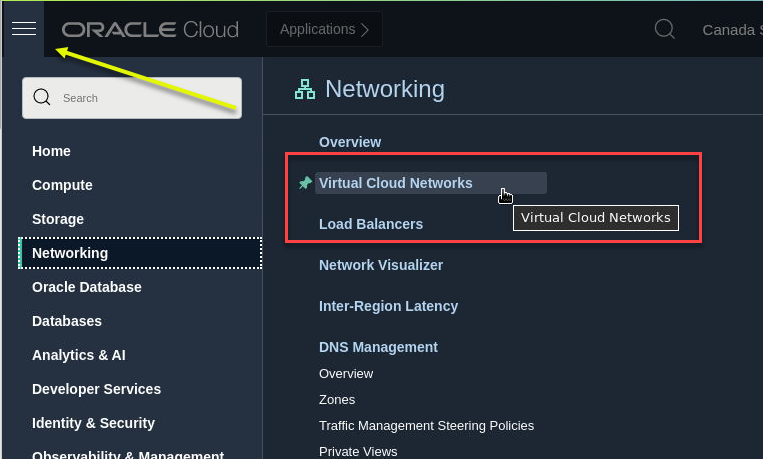 ORACLE Cloud
Applications
Canada S
Search
Home
Compute
Storage
Networking
Oracle Database
Databases
Analytics & AI
Developer Services
Identity & Security
Observability & Management
Networking
Overview
Virtual Cloud Networks
Virtual Cloud Networks
Load Balancers
Network Visualizer
Inter-Region Latency
DNS Management
Overview
Zones
Traffic Management Steering Policies
Private Views